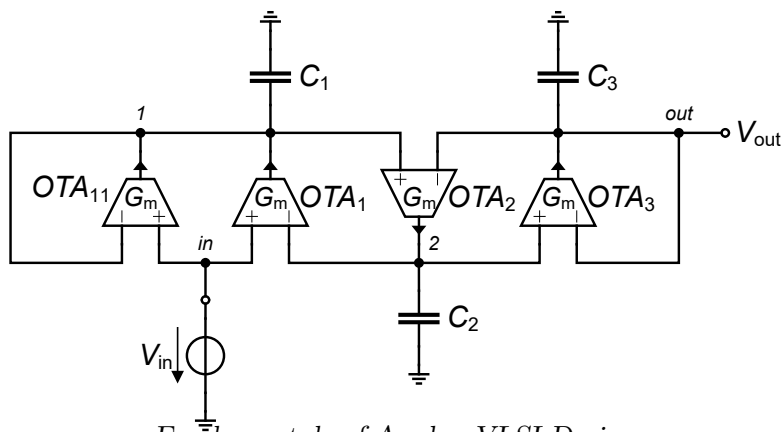 C1
C3
1
out
Vout
OTA11
Gm
OTA1
Gm
OTA2
Gm
OTA3
Gm
− +
+ −
+ −
+ −
in
2
C2
Vin